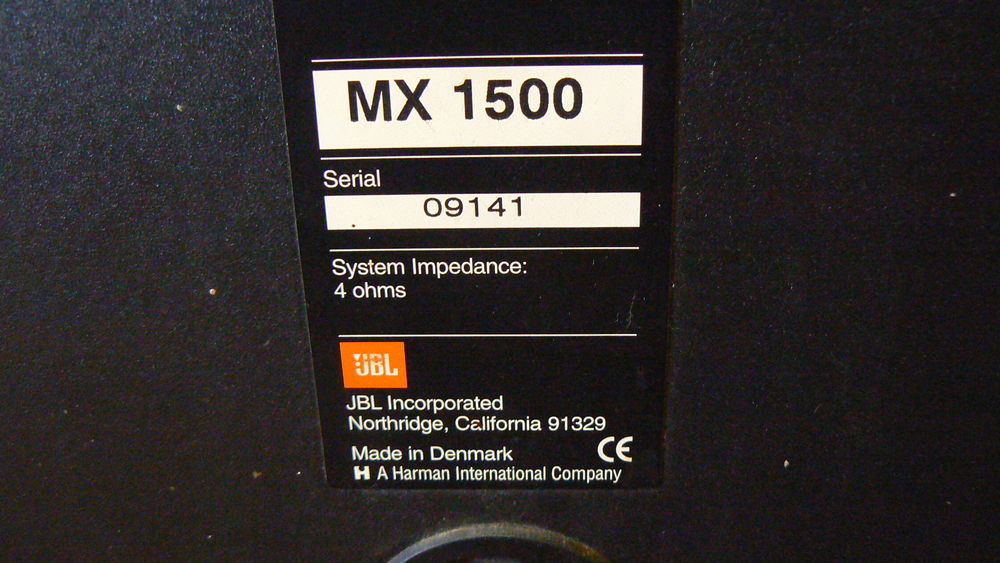 MX 1500
Serial
09141
System Impedance:
4 ohms
JBL
JBL Incorporated
Northridge, California 91329
Made in Denmark
CE
H A Harman International Company